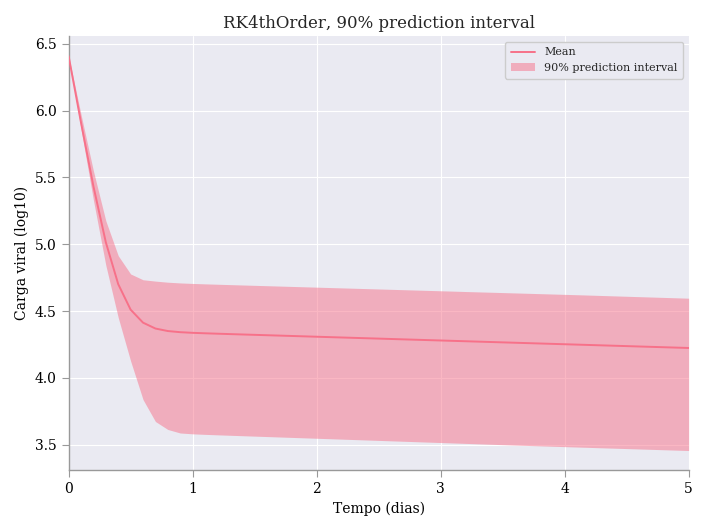 RK4thOrder, 90% prediction interval
Mean
90% prediction interval
Carga viral (log10)
6.5
6.0
5.5
5.0
4.5
4.0
3.5
0 1 2 3 4 5
Tempo (dias)